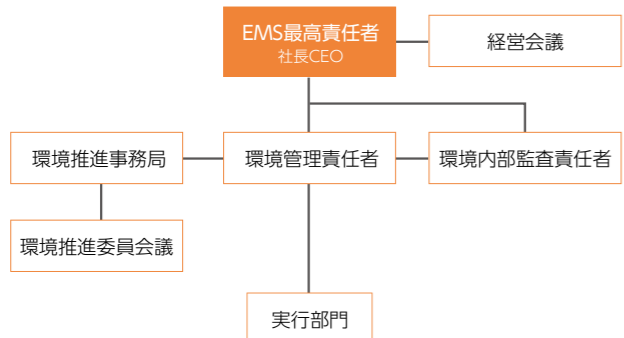 EMS最高責任者
社長CEO
経営会議
環境推進事務局
環境管理責任者
環境内部監査責任者
環境推進委員会議
実行部門